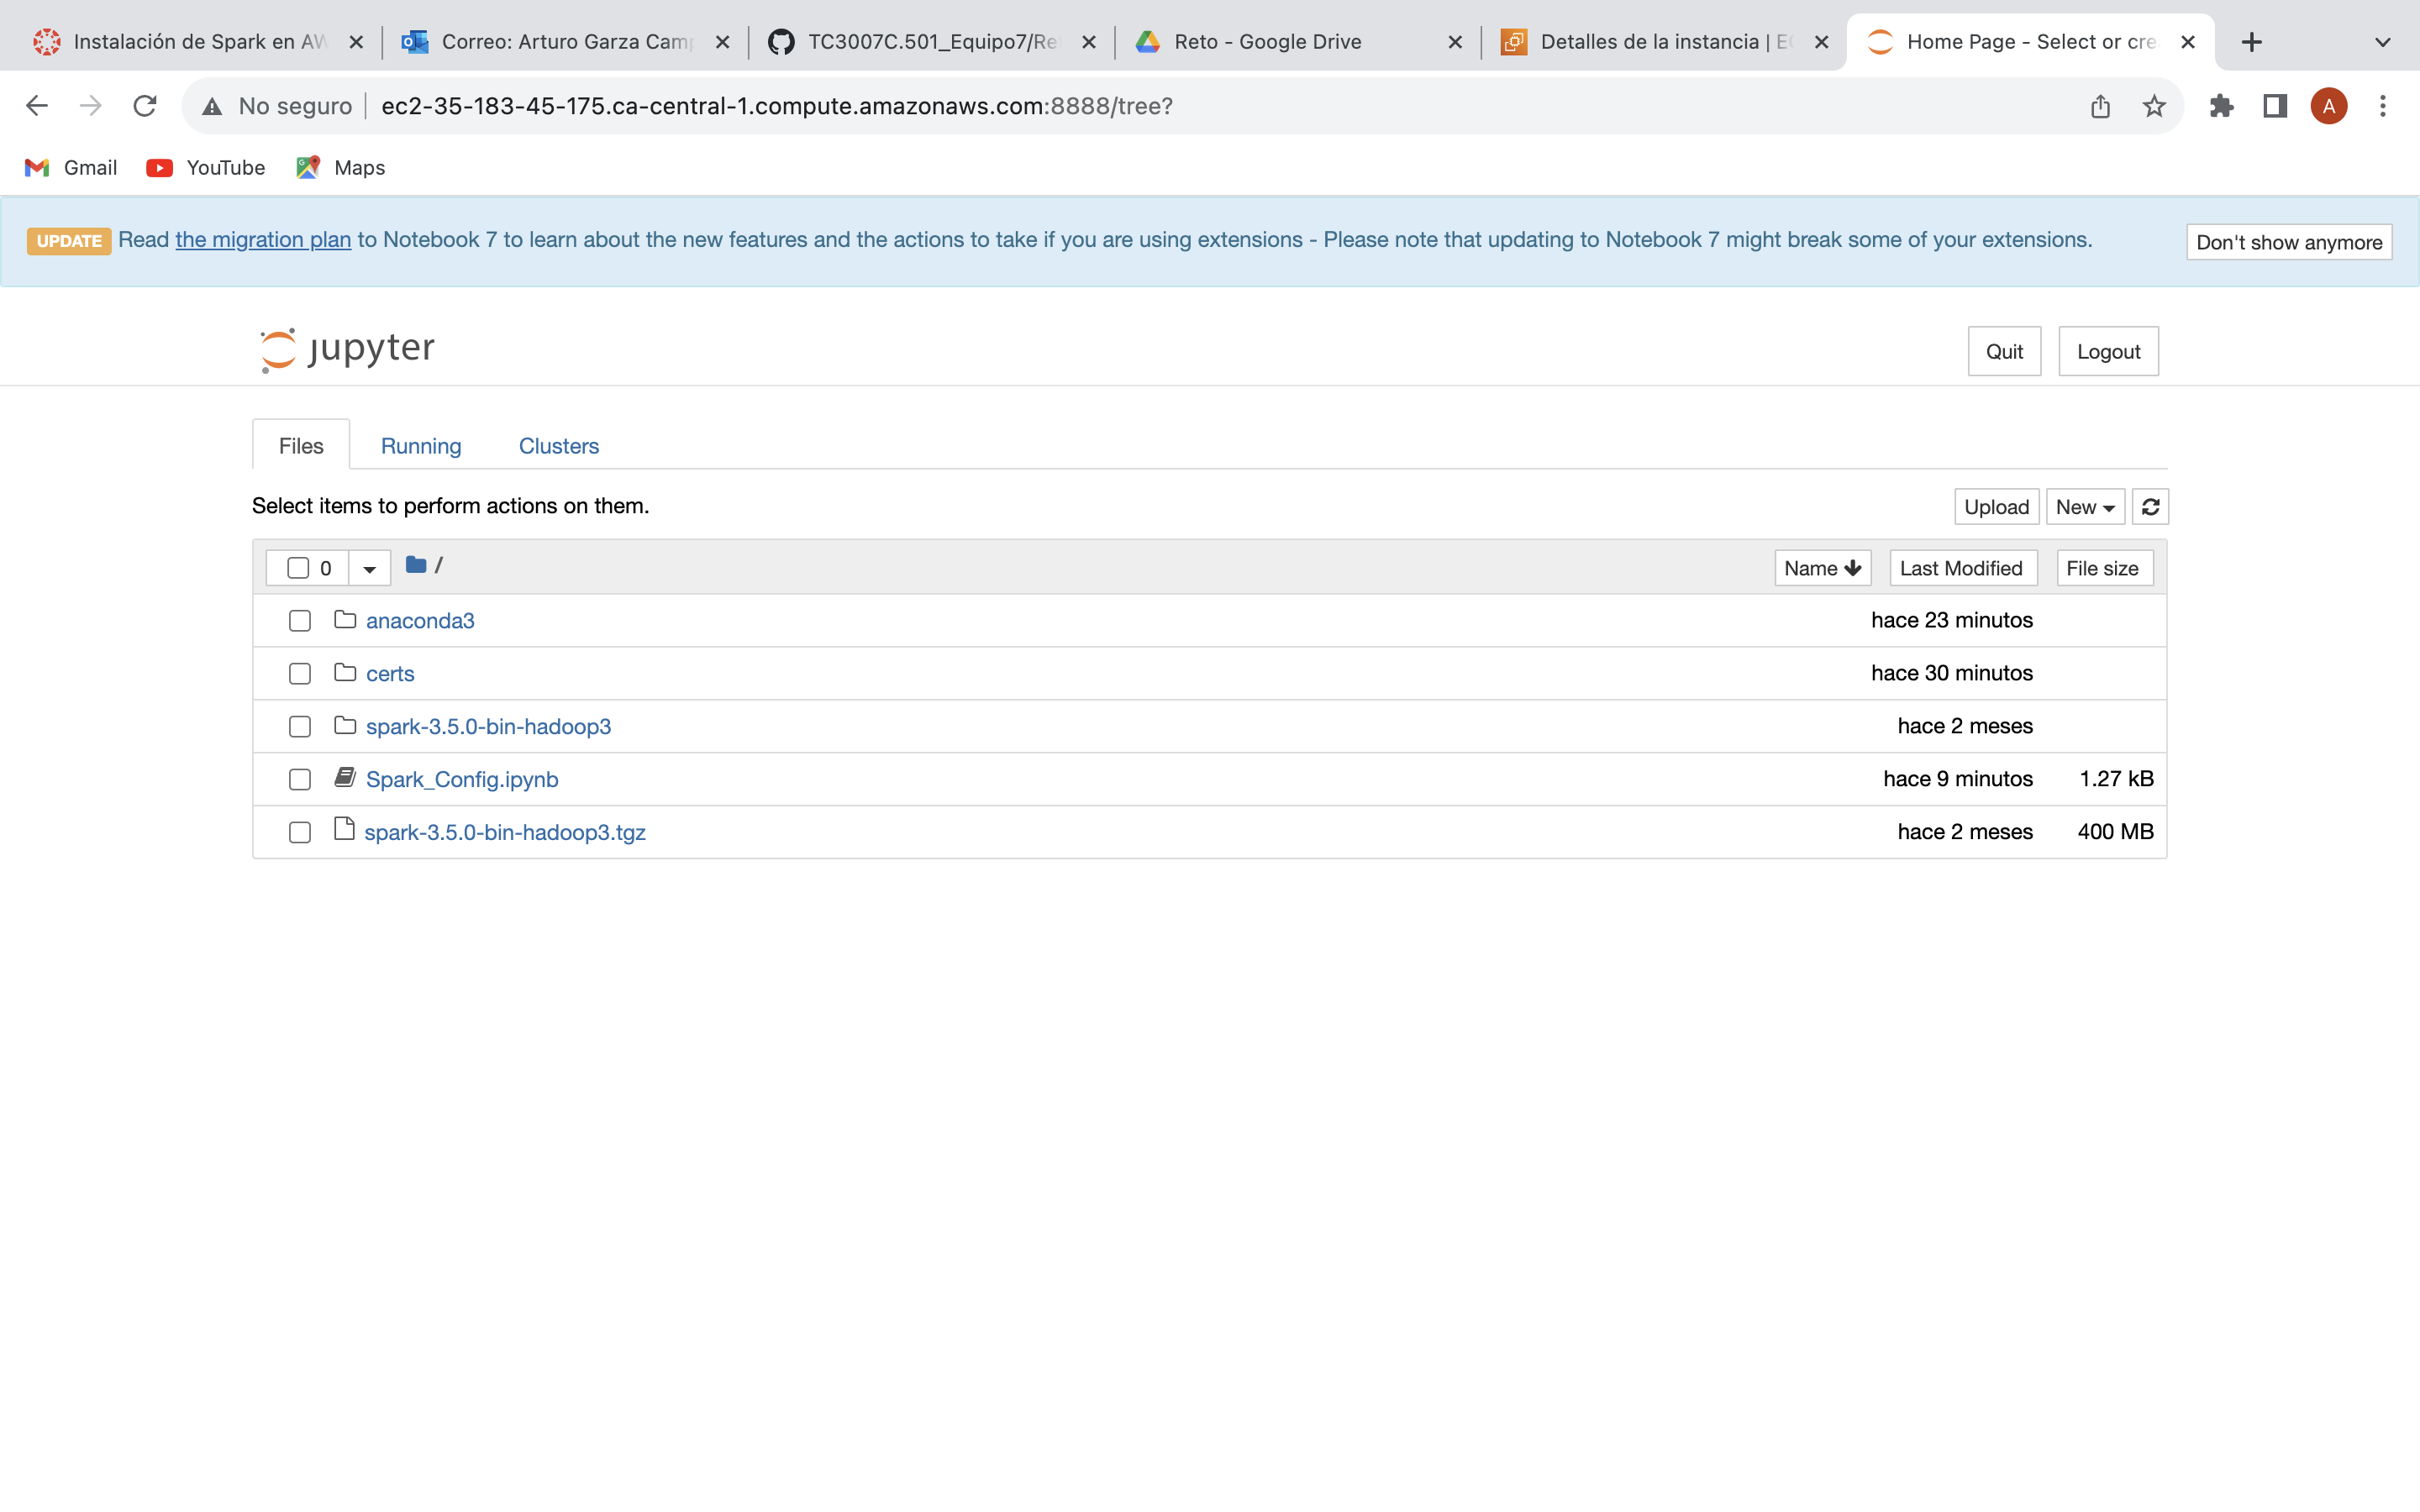 Instalación de Spark en AW
Correo: Arturo Garza Camp
TC3007C.501_Equipo7/Re
Reto - Google Drive
Detalles de la instancia | EC
Home Page - Select or cre
No seguro
ec2-35-183-45-175.ca-central-1.compute.amazonaws.com:8888/tree?
A
Gmail
YouTube
Maps
UPDATE Read the migration plan to Notebook 7 to learn about the new features and the actions to take if you are using extensions - Please note that updating to Notebook 7 might break some of your extensions.
Don't show anymore
jupyter
Quit
Logout
Files
Running
Clusters
Select items to perform actions on them.
Upload
New
0
/
Name
Last Modified
File size
anaconda3 hace 23 minutos
certs hace 30 minutos
spark-3.5.0-bin-hadoop3 hace 2 meses
Spark_Config.ipynb hace 9 minutos 1.27 kB
spark-3.5.0-bin-hadoop3.tgz hace 2 meses 400 MB